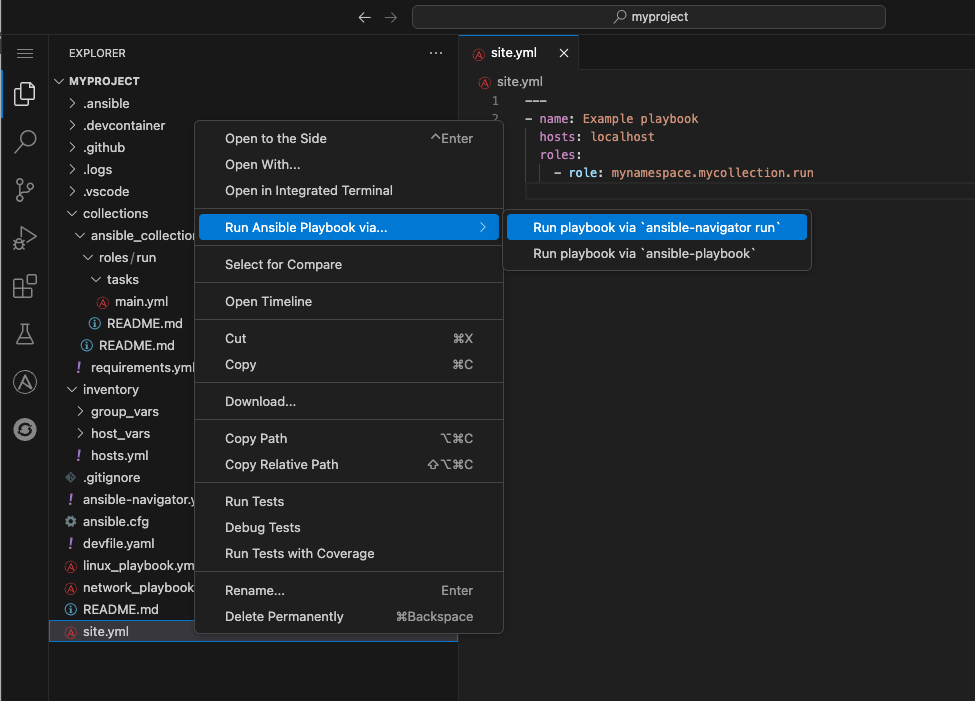 myproject
EXPLORER
MYPROJECT
.ansible
.devcontainer
.github
.logs
.vscode
collections
ansible_collection
roles/run
tasks
main.yml
README.md
README.md
requirements.yml
inventory
group_vars
host_vars
hosts.yml
.gitignore
ansible-navigator.y
ansible.cfg
devfile.yaml
linux_playbook.ym
network_playbook
README.md
site.yml
Open to the Side ^Enter
Open With...
Open in Integrated Terminal
Run Ansible Playbook via...
Select for Compare
Open Timeline
Cut ⌘X
Copy ⌘C
Download...
Copy Path ⌥⌘C
Copy Relative Path ⇧⌥⌘C
Run Tests
Debug Tests
Run Tests with Coverage
Rename... Enter
Delete Permanently ⌘Backspace
Run playbook via `ansible-navigator run`
Run playbook via `ansible-playbook`
site.yml
site.yml
1 ---
2 - name: Example playbook
hosts: localhost
roles:
- role: mynamespace.mycollection.run